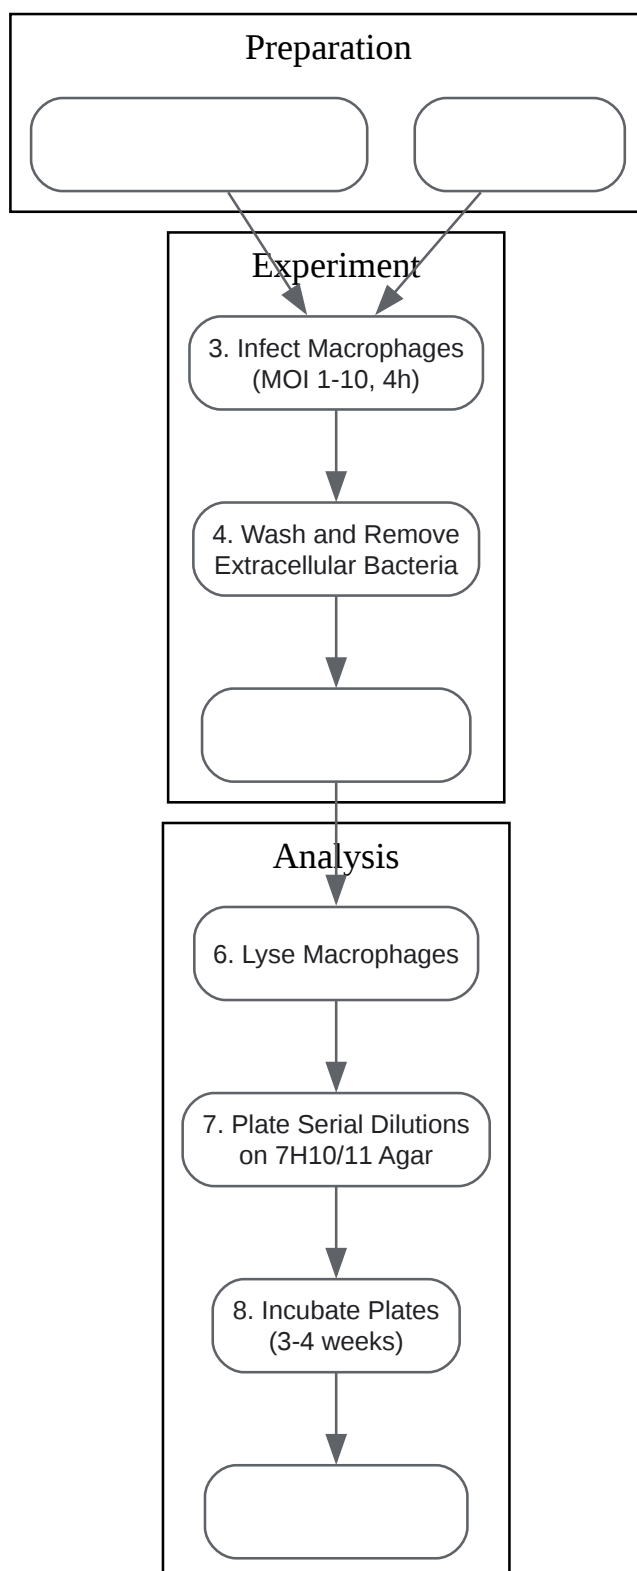 Preparation
Experiment
3. Infect Macrophages
(MOI 1-10, 4h)
4. Wash and Remove
Extracellular Bacteria
Analysis
6. Lyse Macrophages
7. Plate Serial Dilutions
on 7H10/11 Agar
8. Incubate Plates
(3-4 weeks)